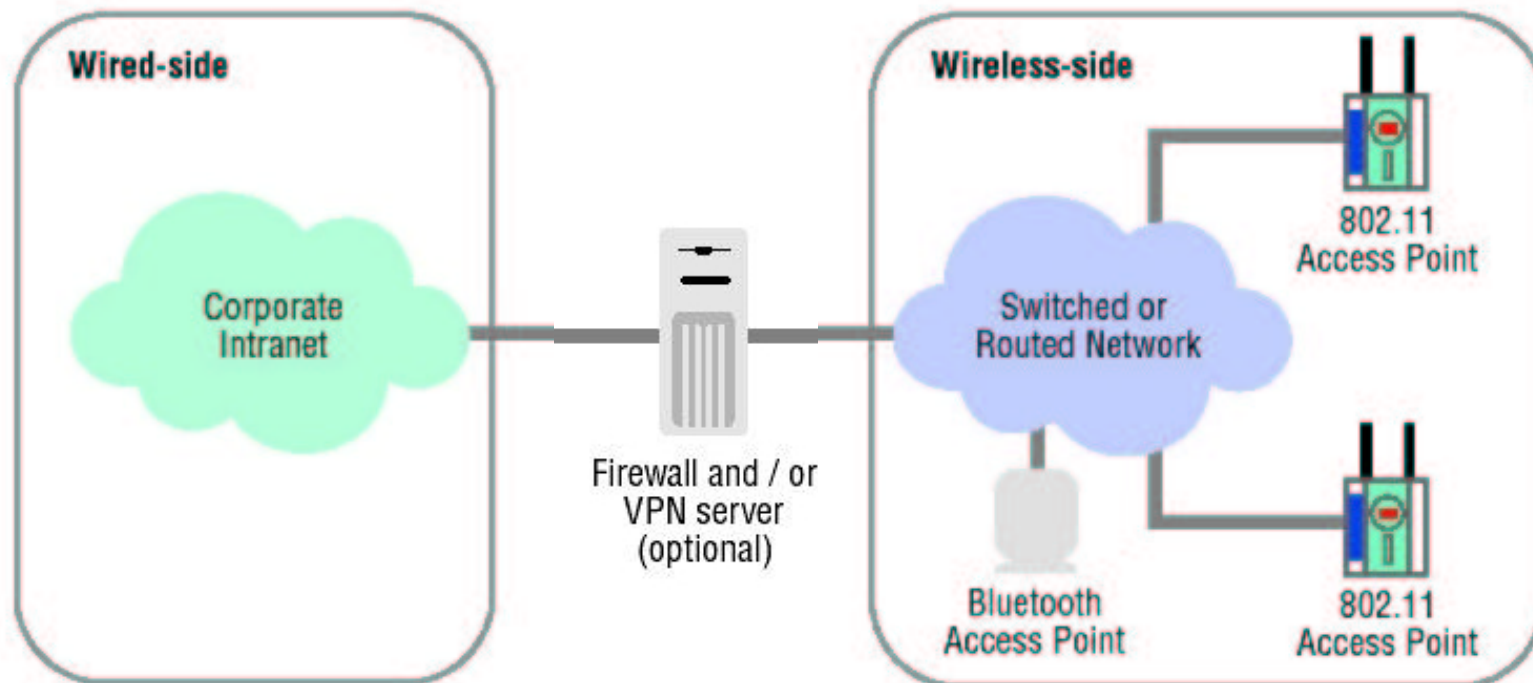 Wired-side
Corporate
Intranet
Firewall and / or
VPN server
(optional)
Wireless-side
Switched or
Routed Network
802.11
Access Point
Bluetooth
Access Point
802.11
Access Point